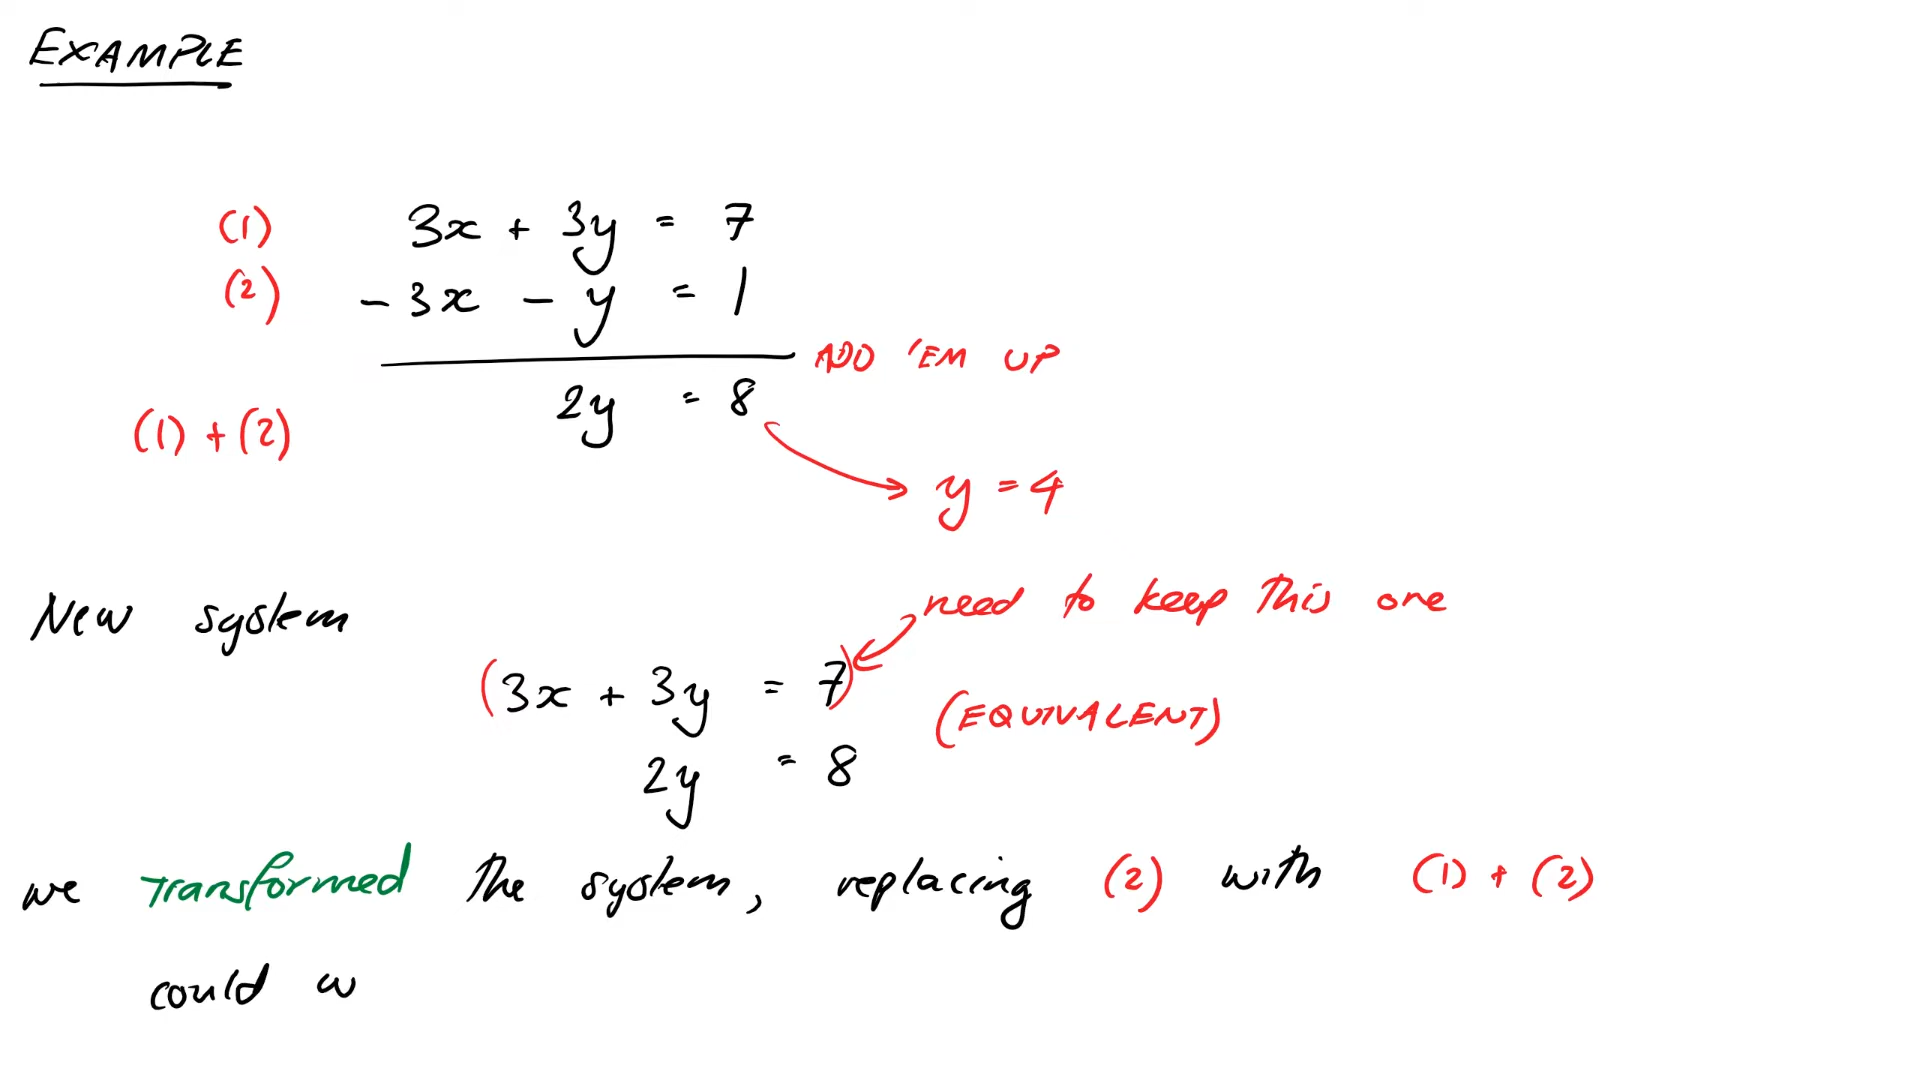 EXAMPLE
(1) 3x + 3y = 7
(2) - 3x - y = 1
ADD 'EM UP
(1) + (2) 2y = 8
y = 4
New system
need to keep this one
(3x + 3y = 7)
(EQUIVALENT)
2y = 8
we transformed the system, replacing (2) with (1) + (2)
could w